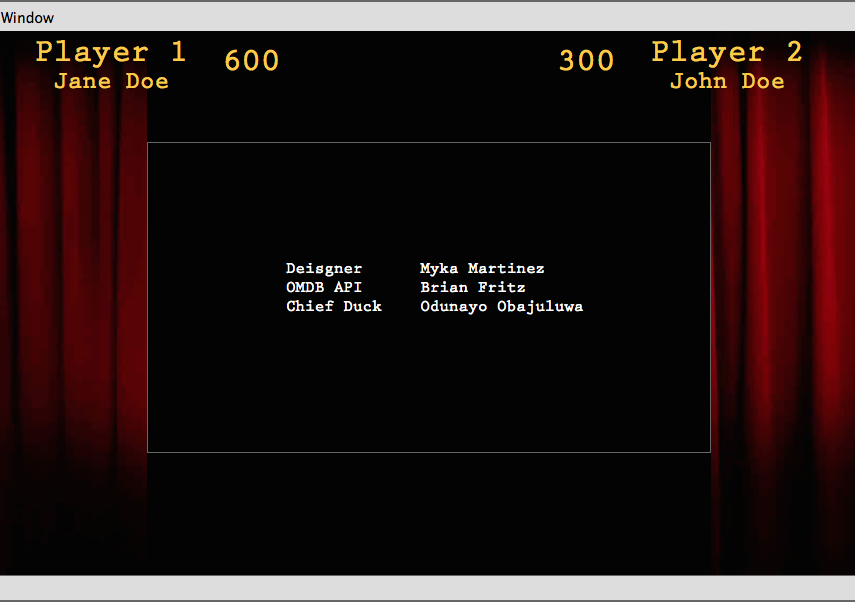 Window
Player 1 600 300 Player 2
Jane Doe John Doe
Deisgner Myka Martinez
OMDB API Brian Fritz
Chief Duck Odunayo Obajuluwa